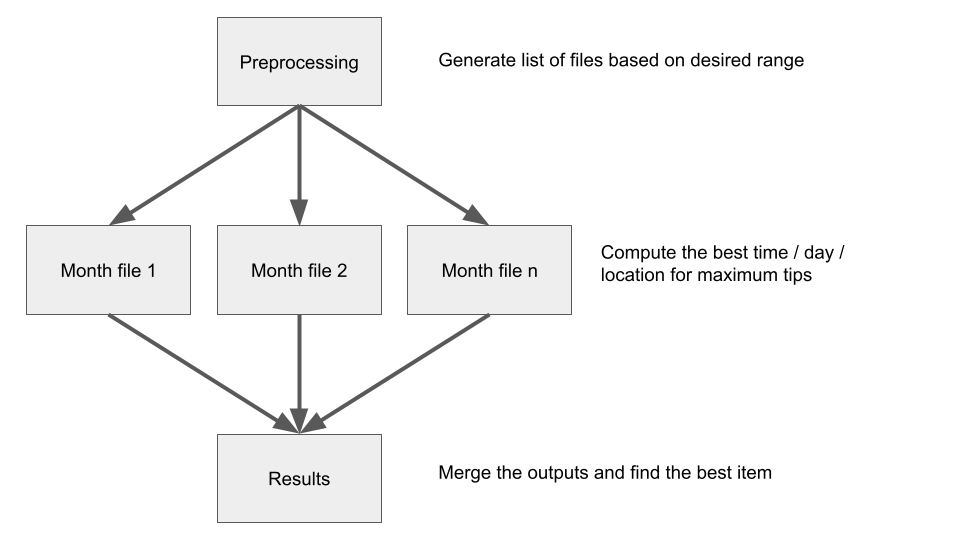 Preprocessing
Generate list of files based on desired range
Month file 1
Month file 2
Month file n
Compute the best time / day /
location for maximum tips
Results
Merge the outputs and find the best item